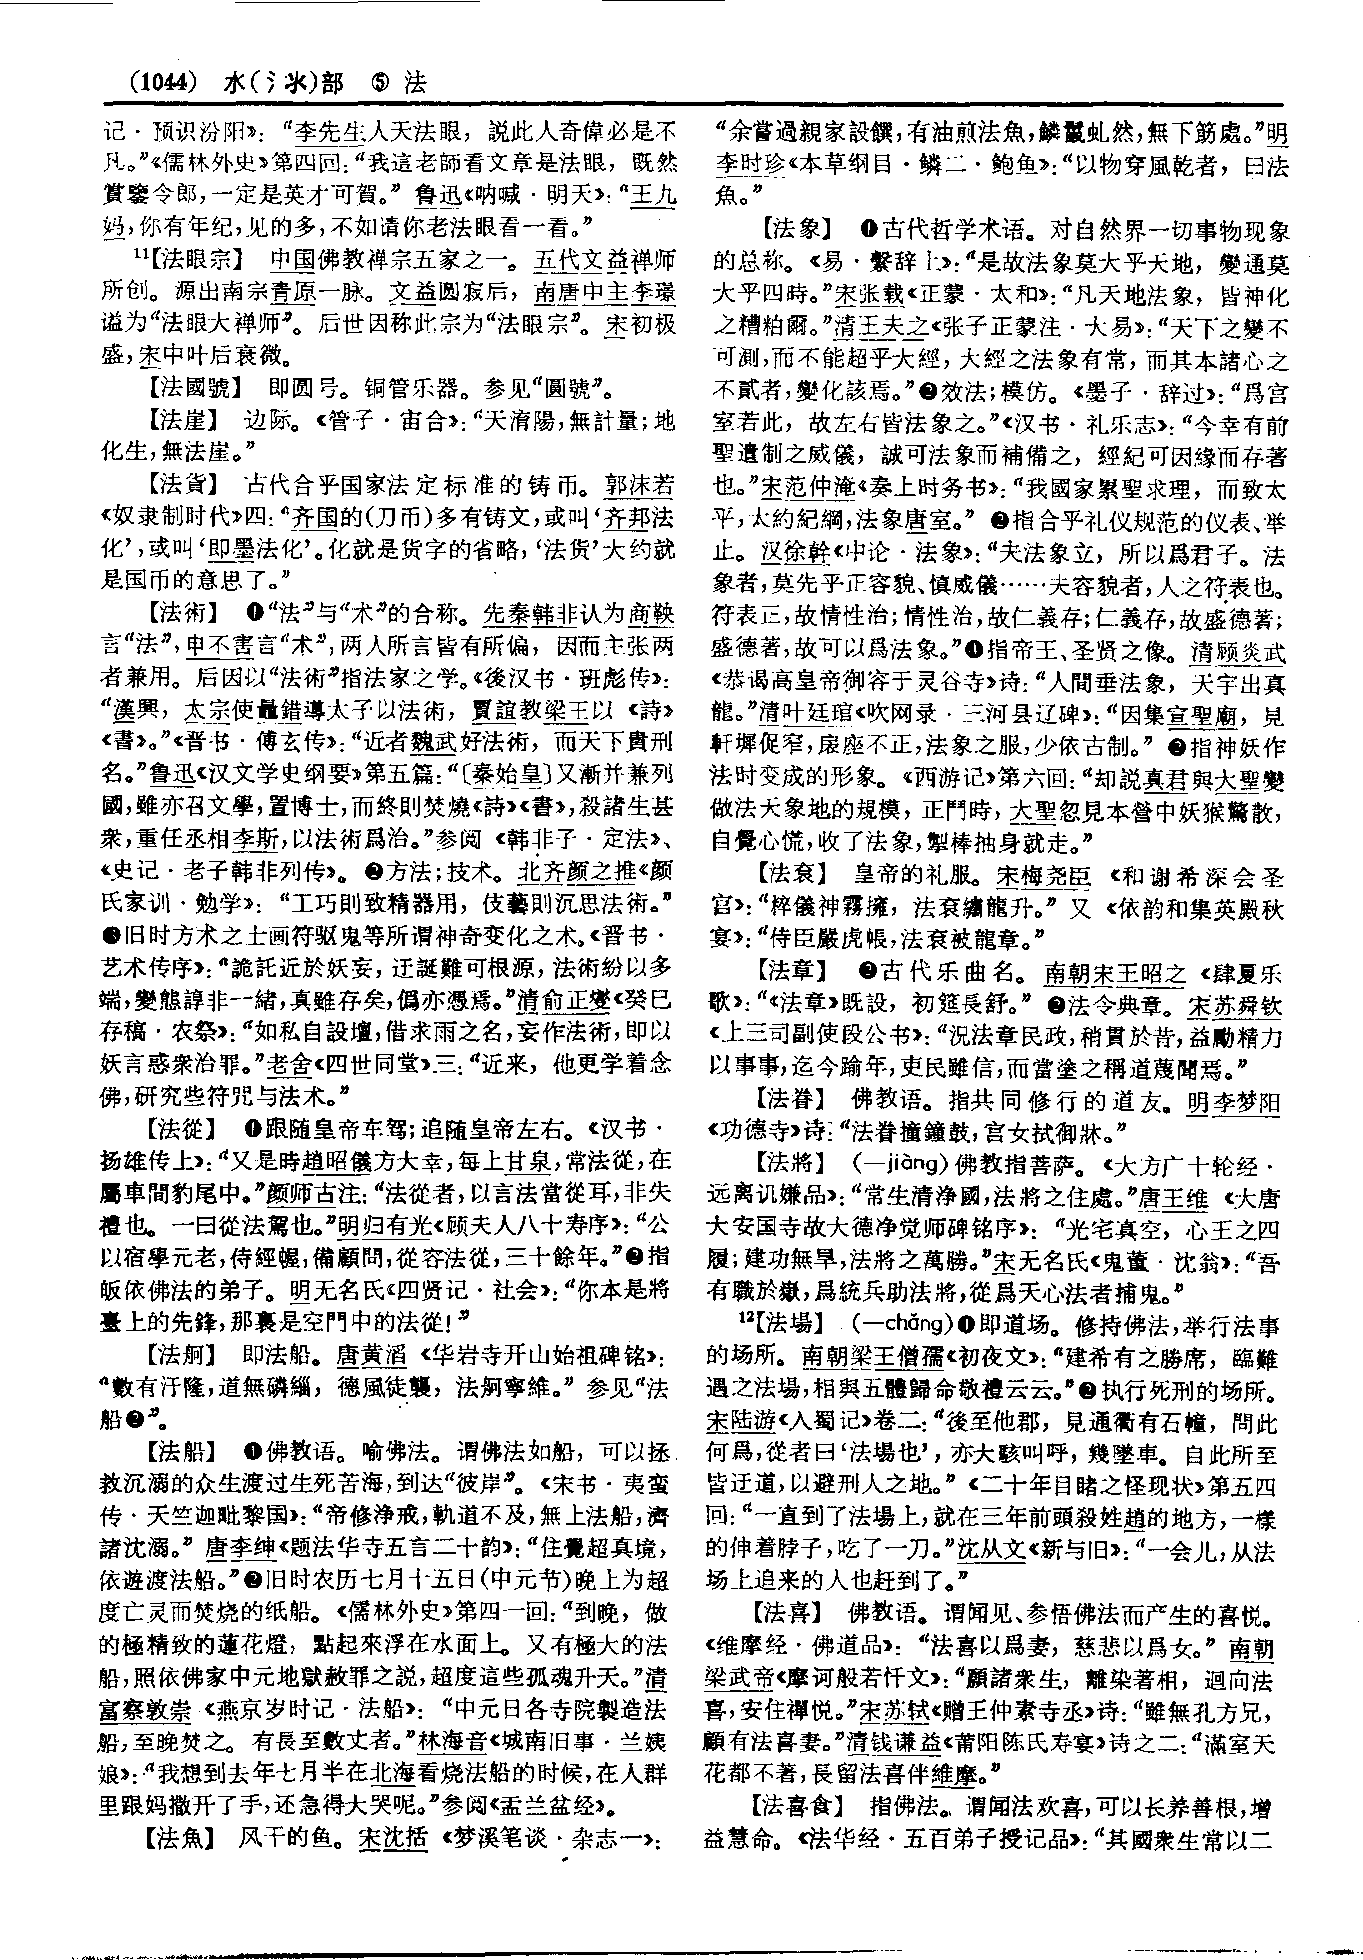 (1044) 水(氵氺)部 ⑤ 法
记·预识汾阳》：“李先生人天法眼，説此人奇偉必是不
凡。”《儒林外史》第四回：“我這老師看文章是法眼，既然
賞鑒令郎，一定是英才可賀。”鲁迅《呐喊·明天》：“王九
妈，你有年纪，见的多，不如请你老法眼看一看。”
¹¹【法眼宗】 中国佛教禅宗五家之一。五代文益禅师
所创。源出南宗青原一脉。文益圆寂后，南唐中主李璟
谥为“法眼大禅师”。后世因称此宗为“法眼宗”。宋初极
盛，宋中叶后衰微。
【法國號】 即圆号。铜管乐器。参见“圓號”。
【法崖】 边际。《管子·宙合》：“天淯陽，無計量；地
化生，無法崖。”
【法貨】 古代合乎国家法定标准的铸币。郭沫若
《奴隶制时代》四：“齐国的(刀币)多有铸文，或叫‘齐邦法
化’，或叫‘即墨法化’。化就是货字的省略，‘法货’大约就
是国币的意思了。”
【法術】 ❶“法”与“术”的合称。先秦韩非认为商鞅
言“法”，申不害言“术”，两人所言皆有所偏，因而主张两
者兼用。后因以“法術”指法家之学。《後汉书·班彪传》：
“漢興，太宗使鼂錯導太子以法術，賈誼教梁王以《詩》
《書》。”《晋书·傅玄传》：“近者魏武好法術，而天下貴刑
名。”鲁迅《汉文学史纲要》第五篇：“〔秦始皇〕又漸并兼列
國，雖亦召文學，置博士，而終則焚燒《詩》《書》，殺諸生甚
衆，重任丞相李斯，以法術爲治。”参阅《韩非子·定法》、
《史记·老子韩非列传》。❷方法；技术。北齐颜之推《颜
氏家训·勉学》：“工巧則致精器用，伎藝則沉思法術。”
❸旧时方术之士画符驱鬼等所谓神奇变化之术。《晋书·
艺术传序》：“詭託近於妖妄，迂誕難可根源，法術紛以多
端，變態諄非一緒，真雖存矣，僞亦憑焉。”清俞正燮《癸巳
存稿·农祭》：“如私自設壇，借求雨之名，妄作法術，即以
妖言惑衆治罪。”老舍《四世同堂》三：“近来，他更学着念
佛，研究些符咒与法术。”
【法從】 ❶跟随皇帝车驾；追随皇帝左右。《汉书·
扬雄传上》：“又是時趙昭儀方大幸，每上甘泉，常法從，在
屬車間豹尾中。”颜师古注：“法從者，以言法當從耳，非失
禮也。一曰從法駕也。”明归有光《顾夫人八十寿序》：“公
以宿學元老，侍經幄，備顧問，從容法從，三十餘年。”❷指
皈依佛法的弟子。明无名氏《四贤记·社会》：“你本是將
臺上的先鋒，那裏是空門中的法從！”
【法舸】 即法船。唐黄滔《华岩寺开山始祖碑铭》：
“數有汙隆，道無磷緇，德風徒襲，法舸寧維。”参见“法
船❷”。
【法船】 ❶佛教语。喻佛法。谓佛法如船，可以拯
救沉溺的众生渡过生死苦海，到达“彼岸”。《宋书·夷蛮
传·天竺迦毗黎国》：“帝修净戒，軌道不及，無上法船，濟
諸沈溺。”唐李绅《题法华寺五言二十韵》：“住覺超真境，
依遊渡法船。”❷旧时农历七月十五日(中元节)晚上为超
度亡灵而焚烧的纸船。《儒林外史》第四一回：“到晚，做
的極精致的蓮花燈，點起來浮在水面上。又有極大的法
船，照依佛家中元地獄赦罪之説，超度這些孤魂升天。”清
富察敦崇《燕京岁时记·法船》：“中元日各寺院製造法
船，至晚焚之。有長至數丈者。”林海音《城南旧事·兰姨
娘》：“我想到去年七月半在北海看烧法船的时候，在人群
里跟妈撒开了手，还急得大哭呢。”参阅《盂兰盆经》。
【法魚】 风干的鱼。宋沈括《梦溪笔谈·杂志一》：
“余嘗過親家設饌，有油煎法魚，鱗鬣虬然，無下筯處。”明
李时珍《本草纲目·鳞二·鲍鱼》：“以物穿風乾者，曰法
魚。”
【法象】 ❶古代哲学术语。对自然界一切事物现象
的总称。《易·繫辞上》：“是故法象莫大乎天地，變通莫
大乎四時。”宋张载《正蒙·太和》：“凡天地法象，皆神化
之糟粕爾。”清王夫之《张子正蒙注·大易》：“天下之變不
可測，而不能超乎大經，大經之法象有常，而其本諸心之
不貳者，變化該焉。”❷效法；模仿。《墨子·辞过》：“爲宫
室若此，故左右皆法象之。”《汉书·礼乐志》：“今幸有前
聖遺制之威儀，誠可法象而補備之，經紀可因緣而存著
也。”宋范仲淹《奏上时务书》：“我國家累聖求理，而致太
平，大約紀綱，法象唐室。”❸指合乎礼仪规范的仪表、举
止。汉徐幹《中论·法象》：“夫法象立，所以爲君子。法
象者，莫先乎正容貌、慎威儀……夫容貌者，人之符表也。
符表正，故情性治；情性治，故仁義存；仁義存，故盛德著；
盛德著，故可以爲法象。”❹指帝王、圣贤之像。清顾炎武
《恭谒高皇帝御容于灵谷寺》诗：“人間垂法象，天宇出真
龍。”清叶廷琯《吹网录·三河县辽碑》：“因集宣聖廟，見
軒墀促窄，扆座不正，法象之服，少依古制。”❺指神妖作
法时变成的形象。《西游记》第六回：“却説真君與大聖變
做法天象地的規模，正鬥時，大聖忽見本營中妖猴驚散，
自覺心慌，收了法象，掣棒抽身就走。”
【法衮】 皇帝的礼服。宋梅尧臣《和谢希深会圣
宫》：“梓儀神霧擁，法衮繡龍升。”又《依韵和集英殿秋
宴》：“侍臣嚴虎帳，法衮被龍章。”
【法章】 ❶古代乐曲名。南朝宋王昭之《肆夏乐
歌》：“《法章》既設，初筵長舒。”❷法令典章。宋苏舜钦
《上三司副使段公书》：“況法章民政，稍貫於昔，益勵精力
以事事，迄今踰年，吏民雖信，而當塗之稱道蔑聞焉。”
【法眷】 佛教语。指共同修行的道友。明李梦阳
《功德寺》诗：“法眷撞鐘鼓，宫女拭御牀。”
【法將】 (—jiàng)佛教指菩萨。《大方广十轮经·
远离讥嫌品》：“常生清净國，法將之住處。”唐王维《大唐
大安国寺故大德净觉师碑铭序》：“光宅真空，心王之四
履；建功無旱，法將之萬勝。”宋无名氏《鬼董·沈翁》：“吾
有職於嶽，爲統兵助法將，從爲天心法者捕鬼。”
¹²【法場】 (—chǎng)❶即道场。修持佛法，举行法事
的场所。南朝梁王僧孺《初夜文》：“建希有之勝席，臨難
遇之法場，相與五體歸命敬禮云云。”❷执行死刑的场所。
宋陆游《入蜀记》卷二：“後至他郡，見通衢有石幢，問此
何爲，從者曰‘法場也’，亦大駭叫呼，幾墜車。自此所至
皆迂道，以避刑人之地。”《二十年目睹之怪现状》第五四
回：“一直到了法場上，就在三年前頭殺姓趙的地方，一樣
的伸着脖子，吃了一刀。”沈从文《新与旧》：“一会儿，从法
场上追来的人也赶到了。”
【法喜】 佛教语。谓闻见、参悟佛法而产生的喜悦。
《维摩经·佛道品》：“法喜以爲妻，慈悲以爲女。”南朝
梁武帝《摩诃般若忏文》：“願諸衆生，離染著相，迴向法
喜，安住禪悦。”宋苏轼《赠王仲素寺丞》诗：“雖無孔方兄，
顧有法喜妻。”清钱谦益《莆阳陈氏寿宴》诗之二：“滿室天
花都不著，長留法喜伴維摩。”
【法喜食】 指佛法。谓闻法欢喜，可以长养善根，增
益慧命。《法华经·五百弟子授记品》：“其國衆生常以二